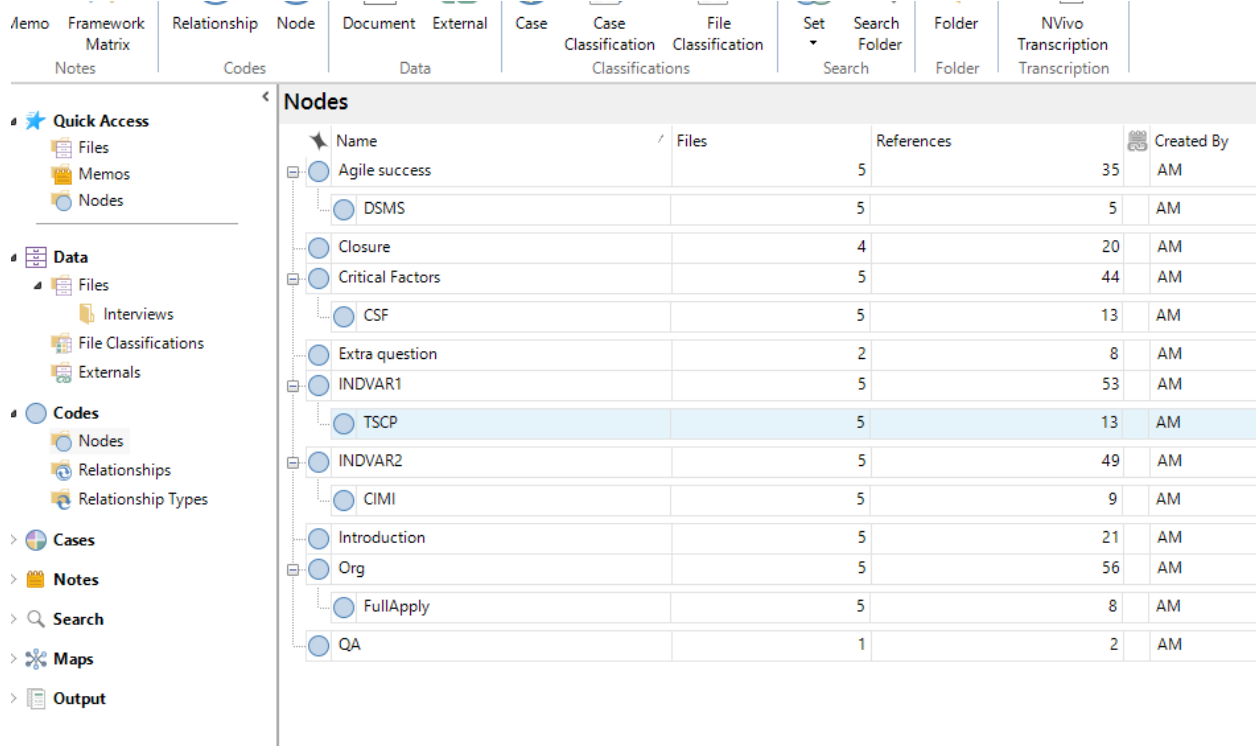 Memo Framework Matrix Relationship Node Document External Case Case Classification File Classification Set Search Folder Folder NVivo Transcription
Notes Codes Data Classifications Search Folder Transcription
Quick Access
Files
Memos
Nodes
Data
Files
Interviews
File Classifications
Externals
Codes
Nodes
Relationships
Relationship Types
Cases
Notes
Search
Maps
Output
Nodes
Name Files References Created By
Agile success 5 35 AM
DSMS 5 5 AM
Closure 4 20 AM
Critical Factors 5 44 AM
CSF 5 13 AM
Extra question 2 8 AM
INDVAR1 5 53 AM
TSCP 5 13 AM
INDVAR2 5 49 AM
CIMI 5 9 AM
Introduction 5 21 AM
Org 5 56 AM
FullApply 5 8 AM
QA 1 2 AM